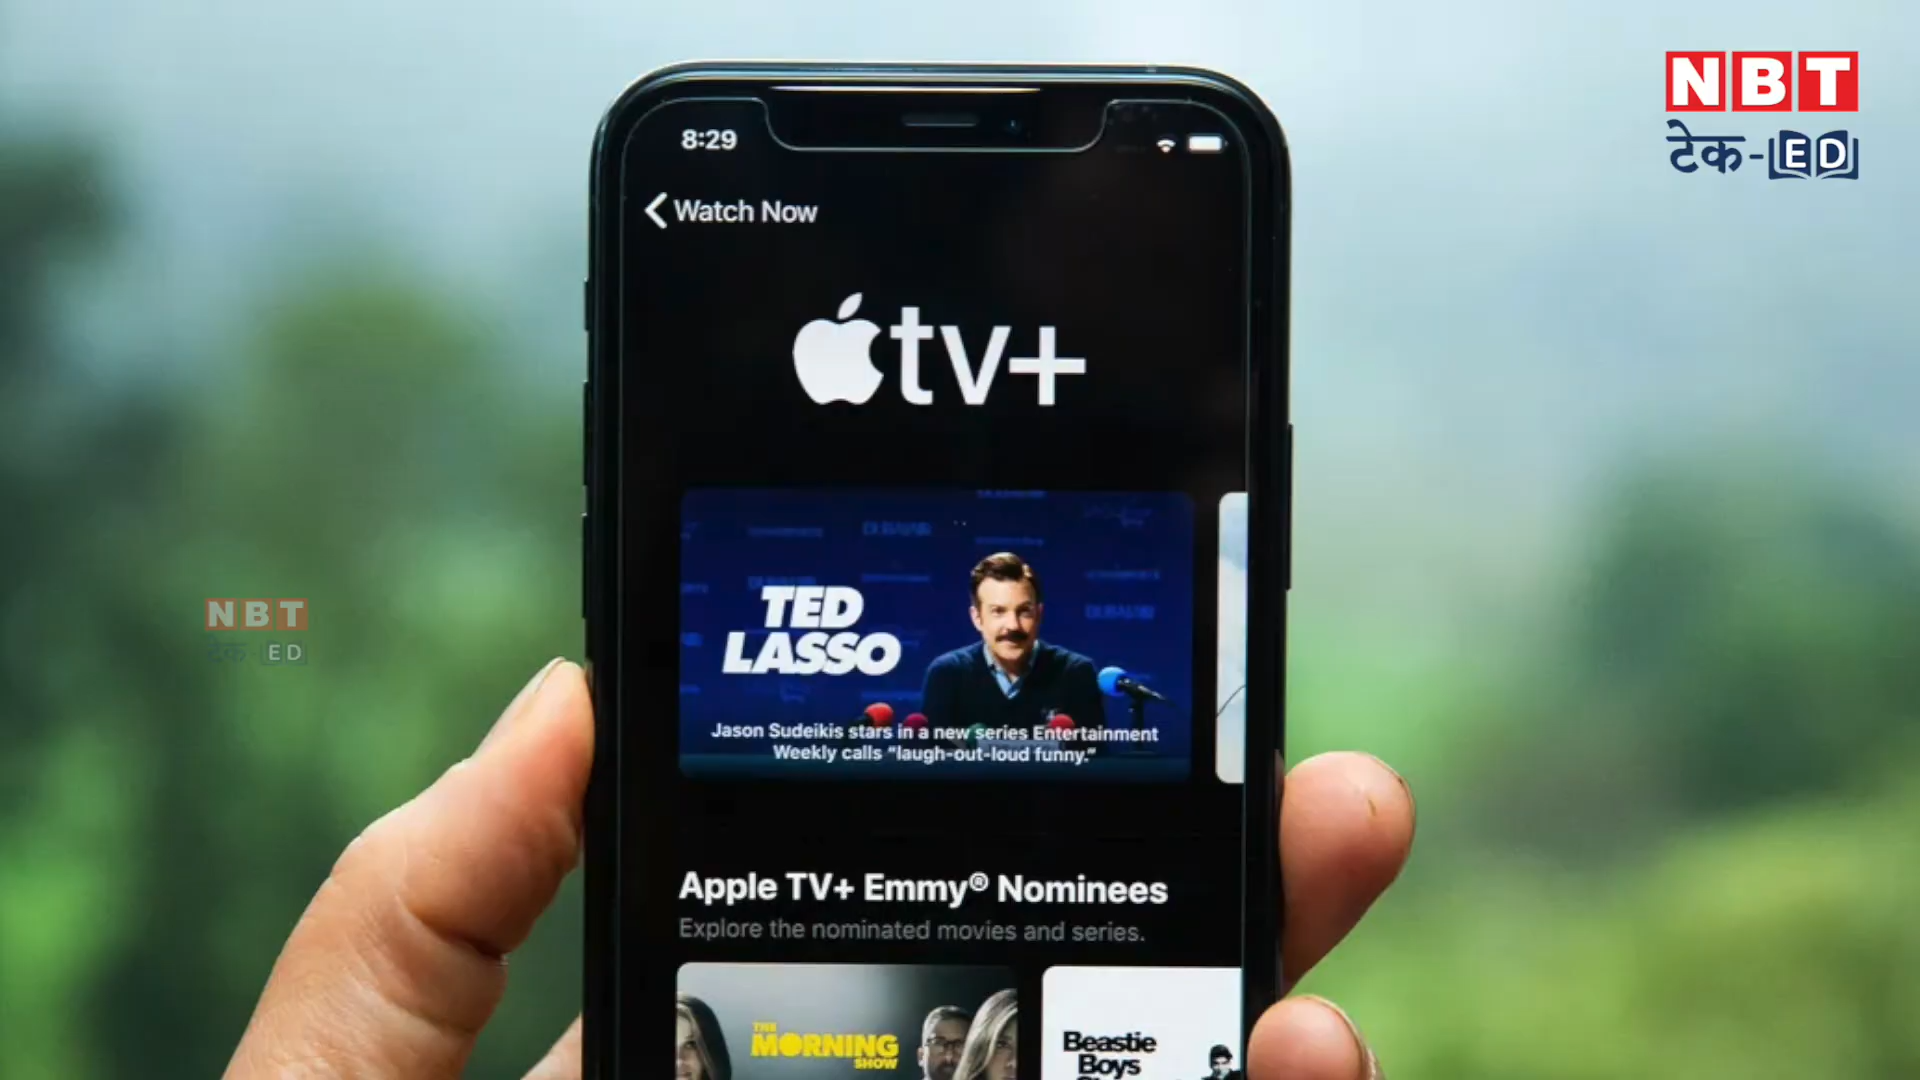 NBT
टेक-ED
8:29
Watch Now
tv+
TED
LASSO
Jason Sudeikis stars in a new series Entertainment
Weekly calls “laugh-out-loud funny.”
NBT
टेक-ED
Apple TV+ Emmy® Nominees
Explore the nominated movies and series.
THE
MORNING
SHOW
Beastie
Boys